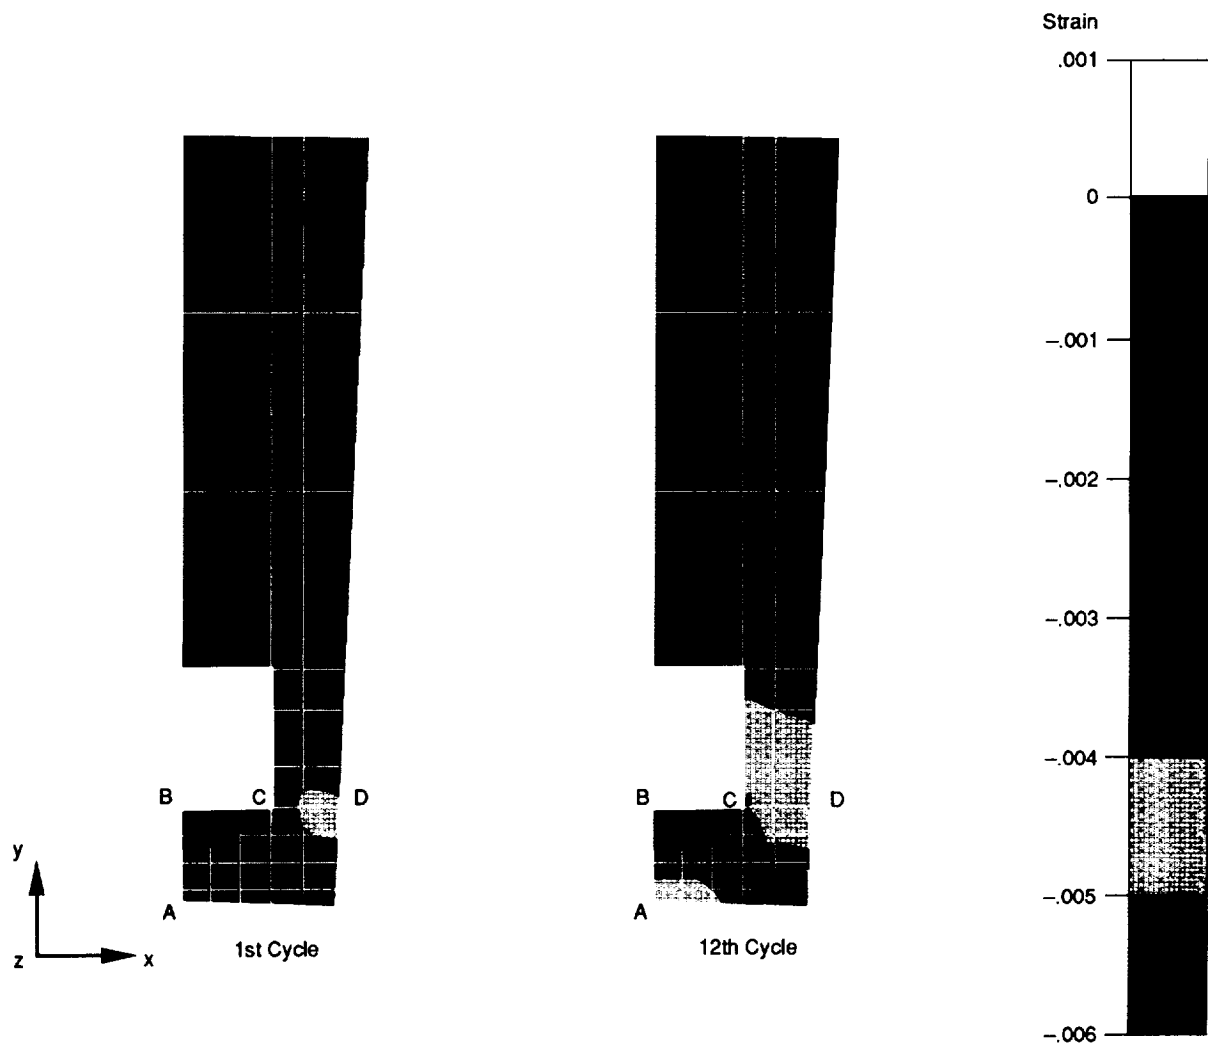 Strain
.001
0
–.001
–.002
–.003
–.004
–.005
–.006
B C D
B C D
y
A
A
z x
1st Cycle
12th Cycle